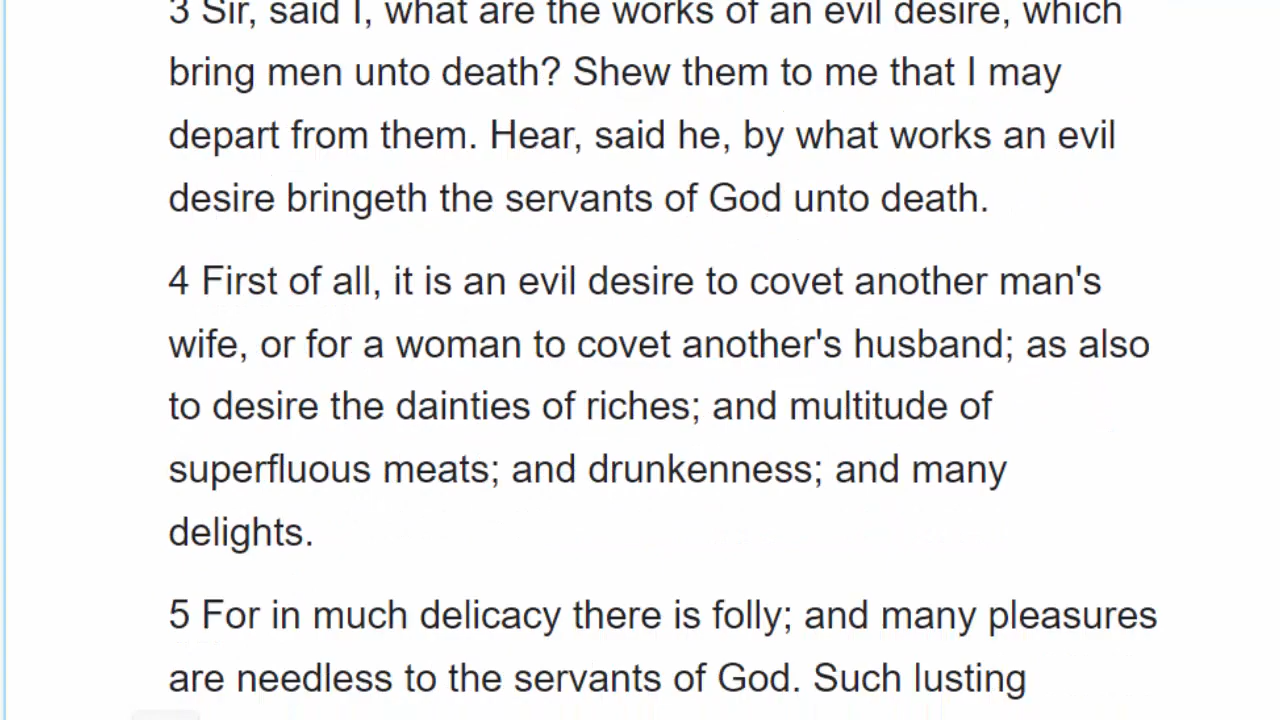 3 Sir, said I, what are the works of an evil desire, which
bring men unto death? Shew them to me that I may
depart from them. Hear, said he, by what works an evil
desire bringeth the servants of God unto death.
4 First of all, it is an evil desire to covet another man's
wife, or for a woman to covet another's husband; as also
to desire the dainties of riches; and multitude of
superfluous meats; and drunkenness; and many
delights.
5 For in much delicacy there is folly; and many pleasures
are needless to the servants of God. Such lusting